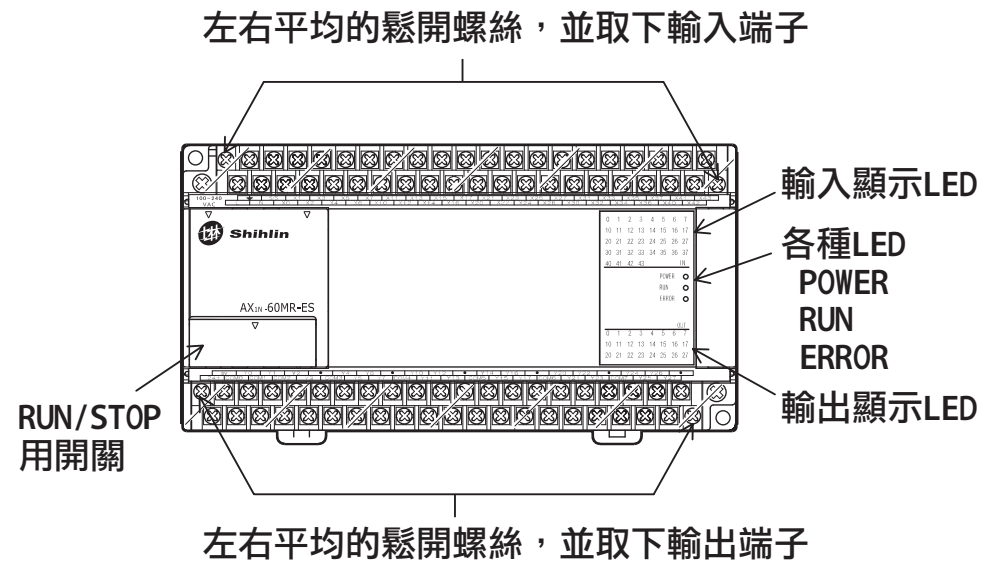 左右平均的鬆開螺絲，並取下輸入端子
100-240
VAC
Shihlin
AX1N-60MR-ES
0 1 2 3 4 5 6 7
10 11 12 13 14 15 16 17
20 21 22 23 24 25 26 27
30 31 32 33 34 35 36 37
40 41 42 43 IN
POWER
RUN
ERROR
OUT
0 1 2 3 4 5 6 7
10 11 12 13 14 15 16 17
20 21 22 23 24 25 26 27
輸入顯示LED
各種LED
POWER
RUN
ERROR
輸出顯示LED
RUN/STOP
用開關
左右平均的鬆開螺絲，並取下輸出端子